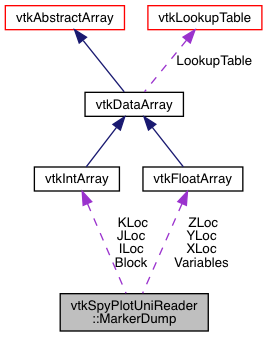 vtkAbstractArray
vtkLookupTable
LookupTable
vtkDataArray
vtkIntArray
vtkFloatArray
KLoc
JLoc
ILoc
Block
ZLoc
YLoc
XLoc
Variables
vtkSpyPlotUniReader
::MarkerDump